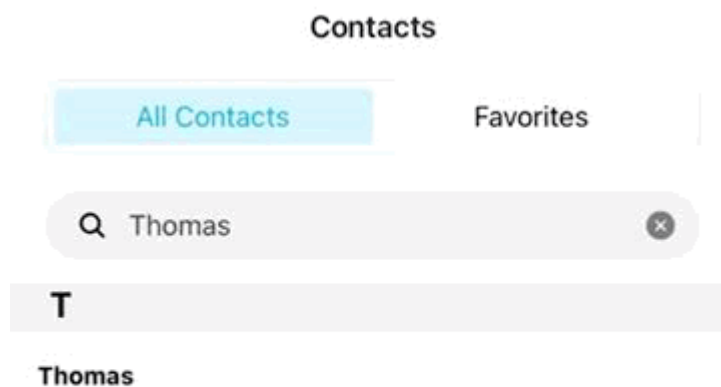 Contacts
All Contacts Favorites
Thomas
T
Thomas